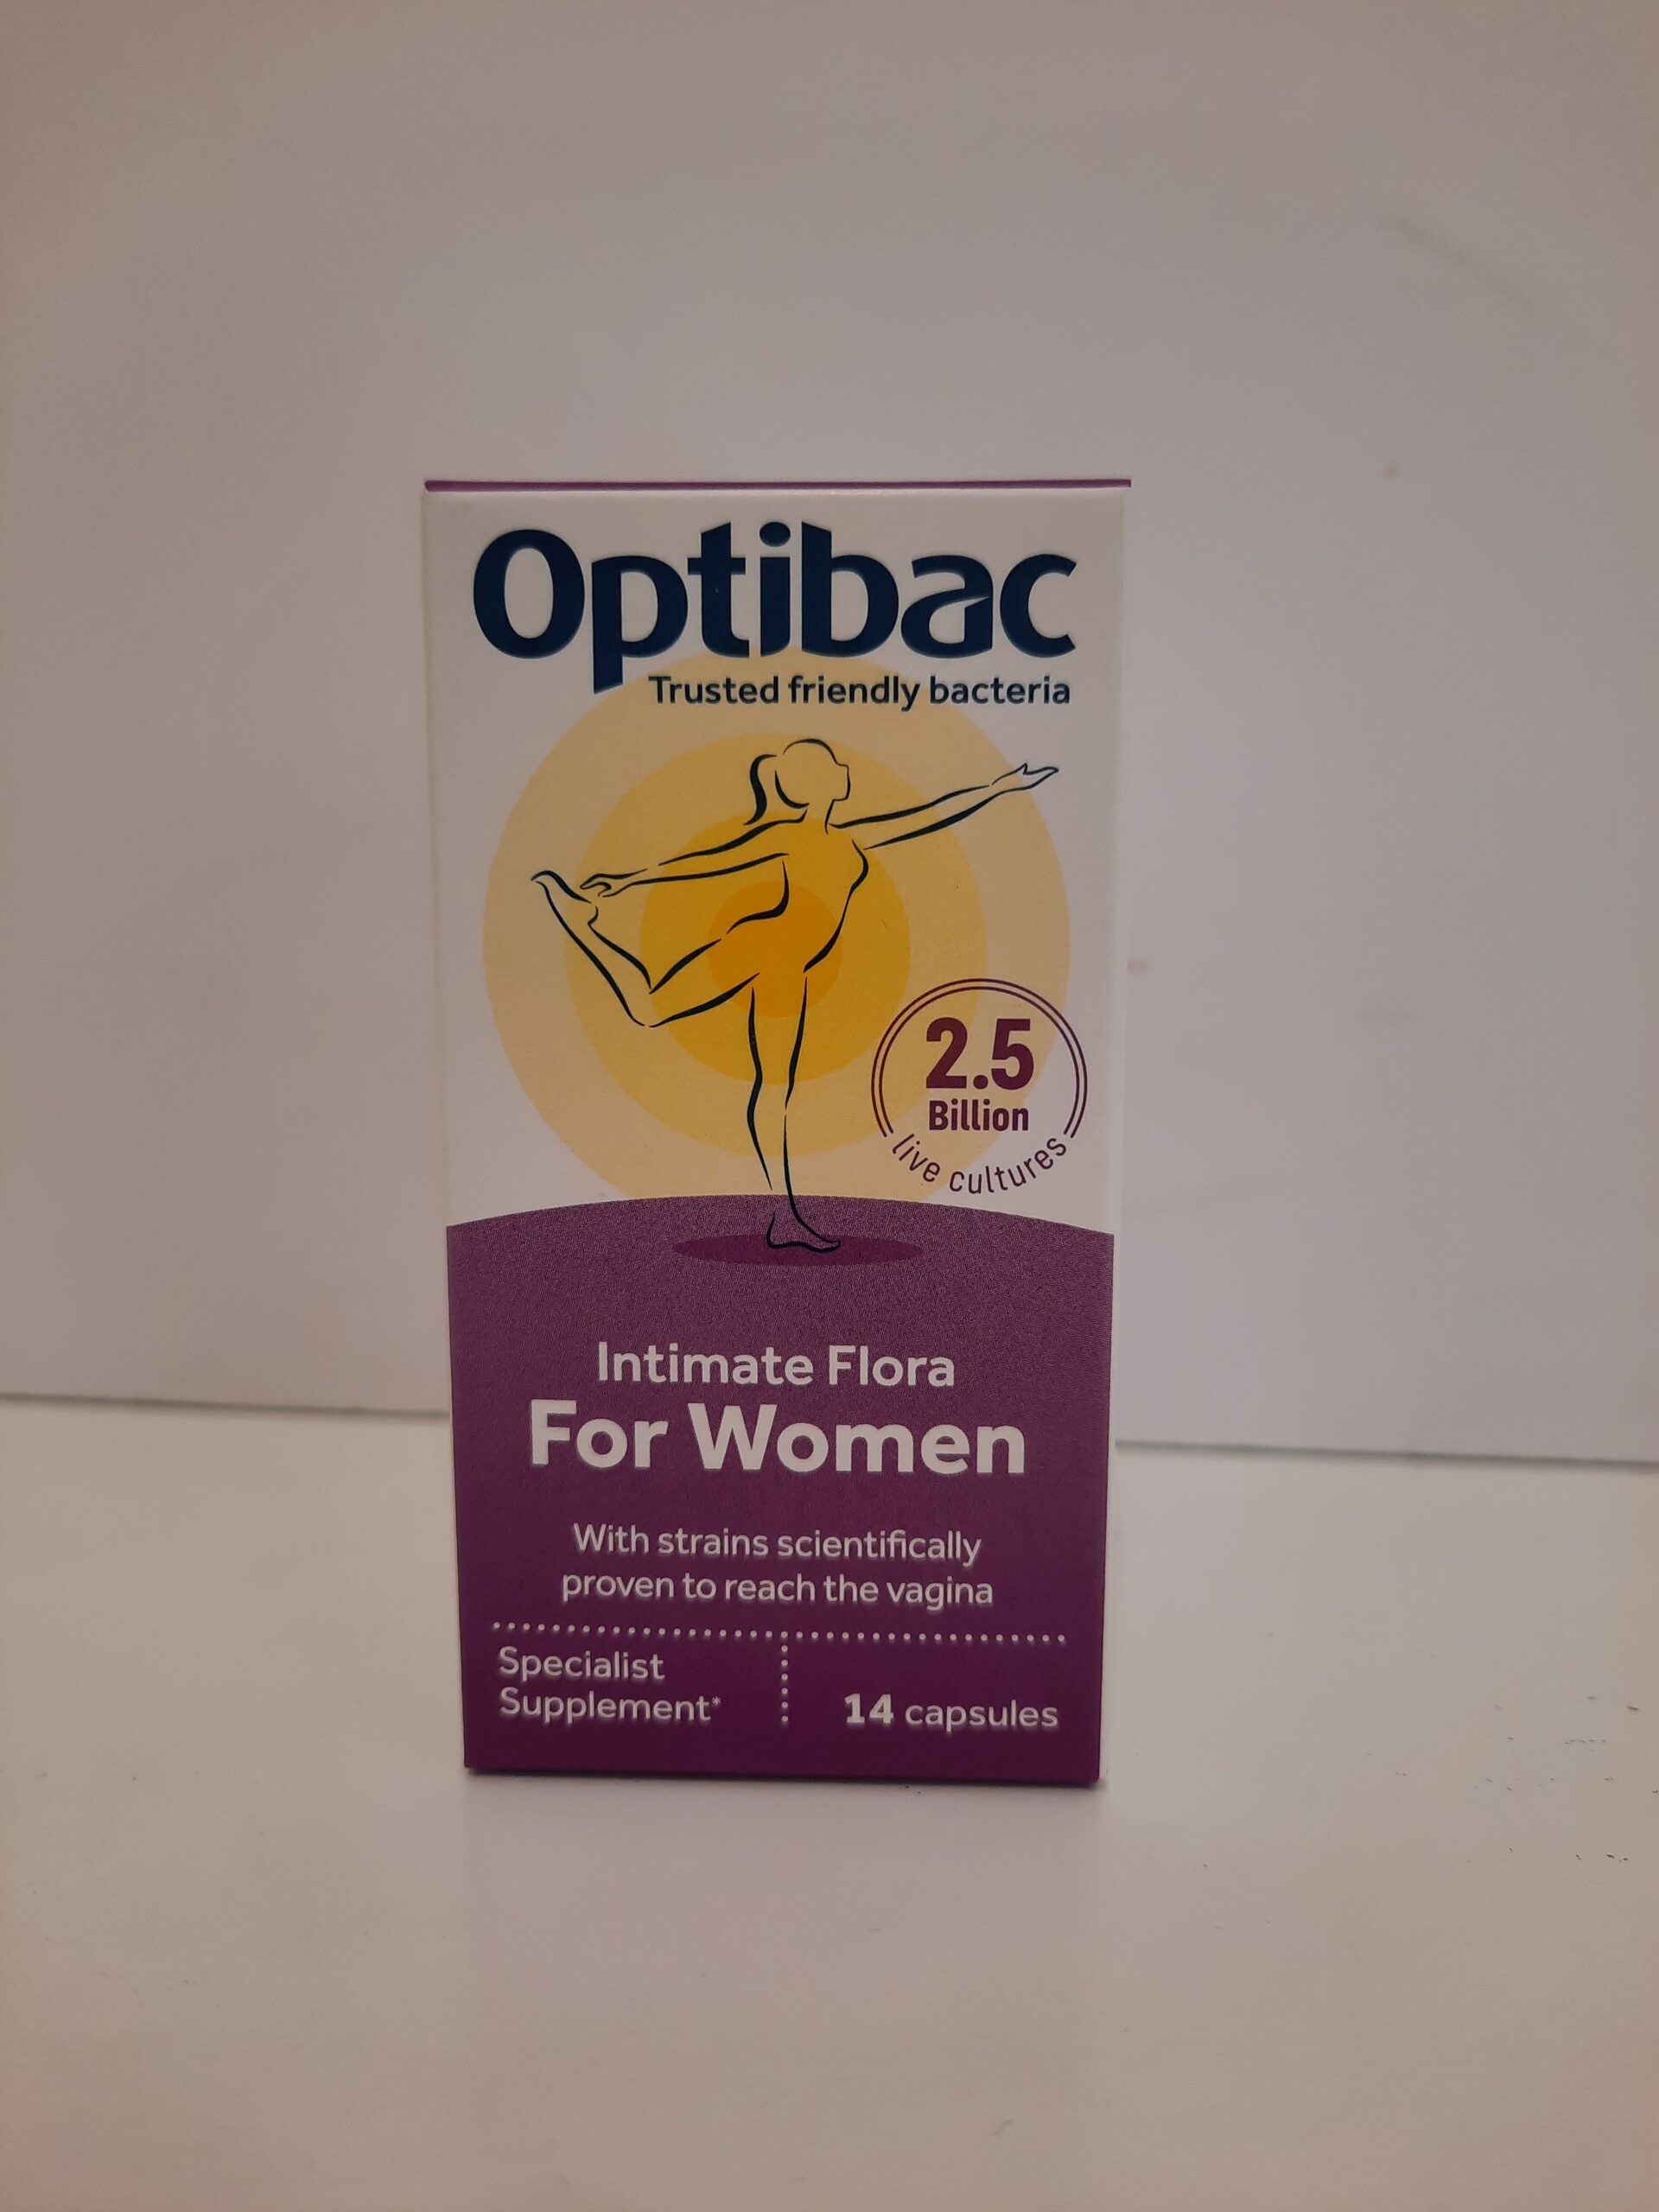 Optibac
Trusted friendly bacteria
2.5
Billion
live cultures
Intimate Flora
For Women
With strains scientifically
proven to reach the vagina
Specialist
Supplement*
14 capsules